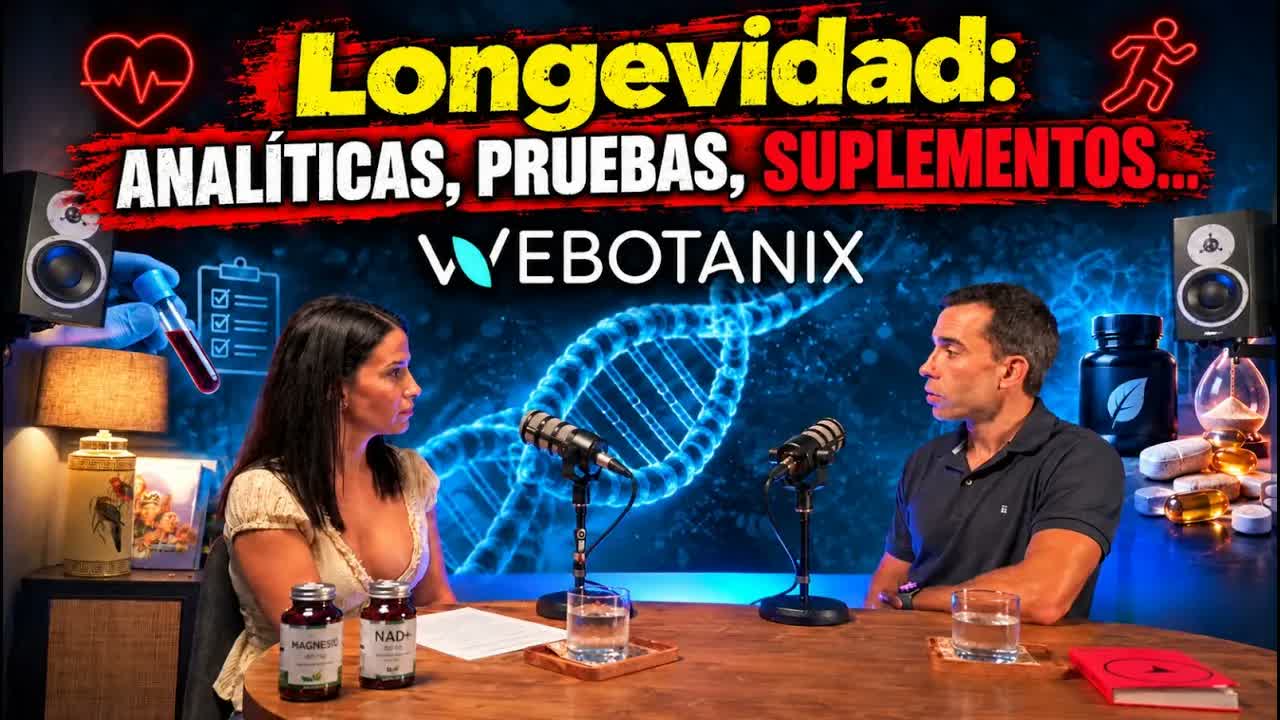 Longevidad:
ANALÍTICAS, PRUEBAS, SUPLEMENTOS...
WEBOTANIX
MAGNESIO
NAD+